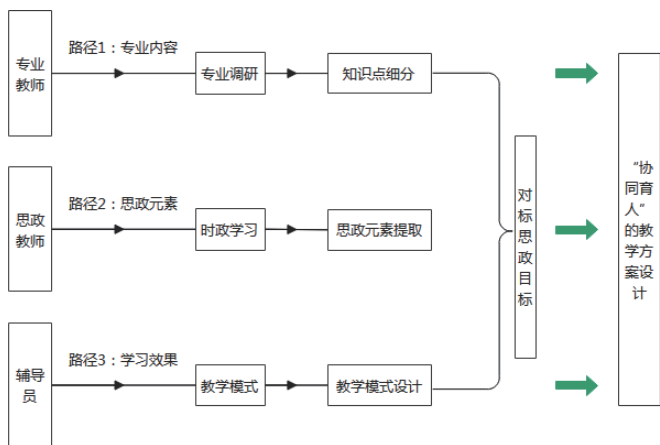 专业
教师
路径1：专业内容
专业调研
知识点细分
思政
教师
路径2：思政元素
时政学习
思政元素提取
辅导
员
路径3：学习效果
教学模式
教学模式设计
对
标
思
政
目
标
“协
同育
人”
的教
学方
案设
计